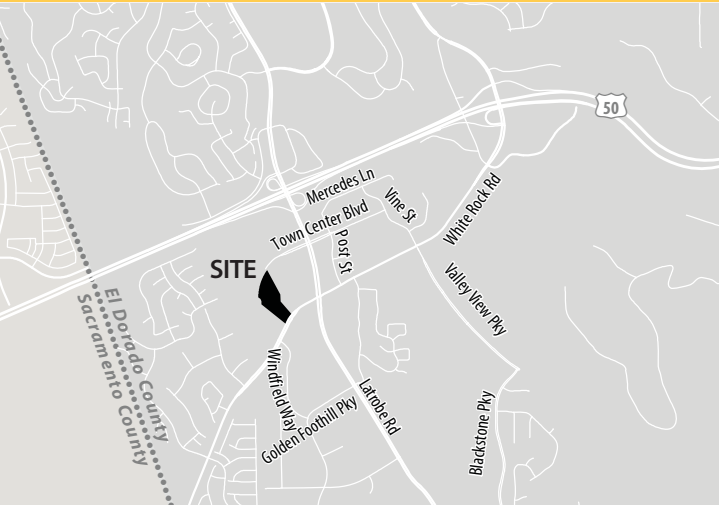 50
Mercedes Ln
Vine St
Town Center Blvd
White Rock Rd
Post St
SITE
Valley View Pky
El Dorado County
Sacramento County
Windfield Way
Latrobe Rd
Golden Foothill Pky
Blackstone Pky